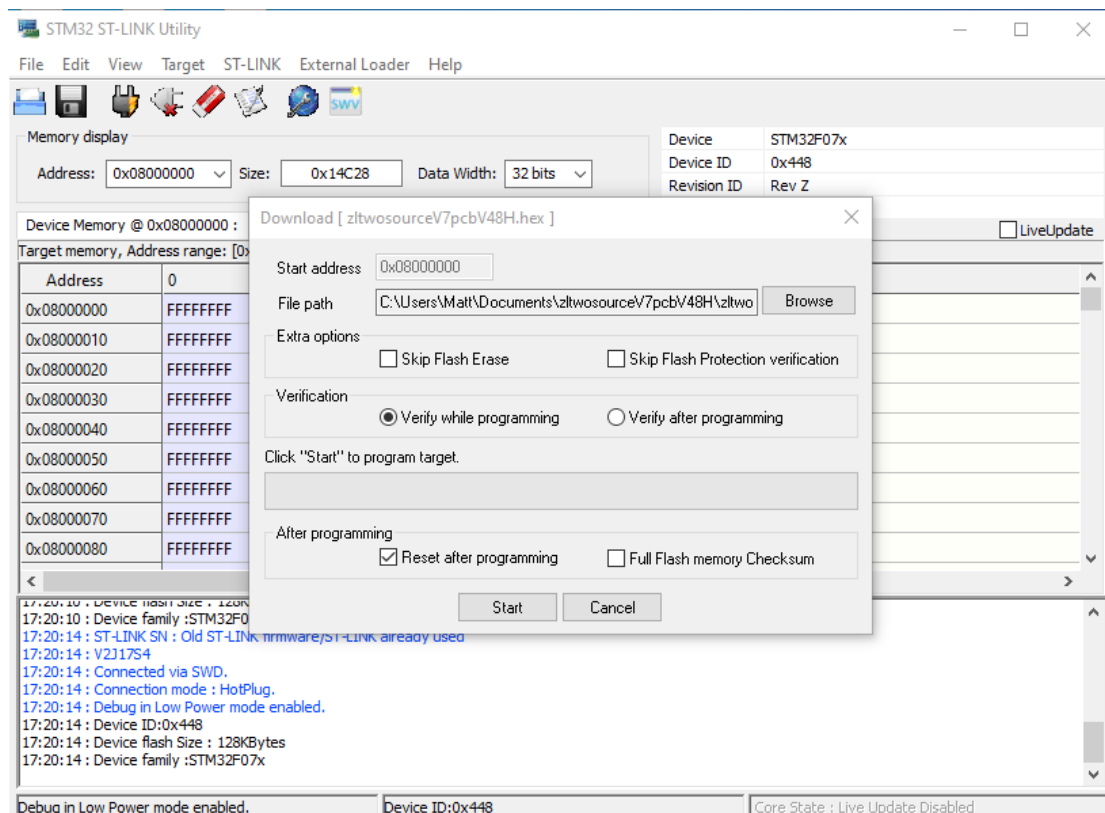 STM32 ST-LINK Utility
File Edit View Target ST-LINK External Loader Help
SWV
Memory display
Address: 0x08000000 Size: 0x14C28 Data Width: 32 bits
Device STM32F07x
Device ID 0x448
Revision ID Rev Z
Device Memory @ 0x08000000 :
LiveUpdate
Target memory, Address range: [0x
Address 0
0x08000000 FFFFFFFF
0x08000010 FFFFFFFF
0x08000020 FFFFFFFF
0x08000030 FFFFFFFF
0x08000040 FFFFFFFF
0x08000050 FFFFFFFF
0x08000060 FFFFFFFF
0x08000070 FFFFFFFF
0x08000080 FFFFFFFF
Download [ zltwosourceV7pcbV48H.hex ]
Start address 0x08000000
File path C:\Users\Matt\Documents\zltwosourceV7pcbV48H\zltwo Browse
Extra options
Skip Flash Erase Skip Flash Protection verification
Verification
Verify while programming Verify after programming
Click "Start" to program target.
After programming
Reset after programming Full Flash memory Checksum
Start Cancel
17:20:10 : Device flash Size : 128K
17:20:10 : Device family :STM32F0
17:20:14 : ST-LINK SN : Old ST-LINK firmware/ST-LINK already used
17:20:14 : V2J17S4
17:20:14 : Connected via SWD.
17:20:14 : Connection mode : HotPlug.
17:20:14 : Debug in Low Power mode enabled.
17:20:14 : Device ID:0x448
17:20:14 : Device flash Size : 128KBytes
17:20:14 : Device family :STM32F07x
Debug in Low Power mode enabled. Device ID:0x448 Core State : Live Update Disabled